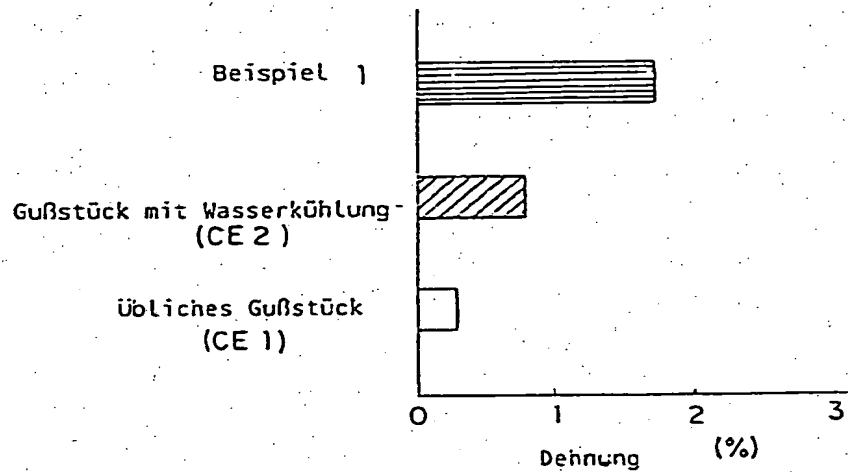 Beispiel 1
Gußstück mit Wasserkühlung
(CE 2)
Übliches Gußstück
(CE 1)
0 1 2 3
Dehnung (%)